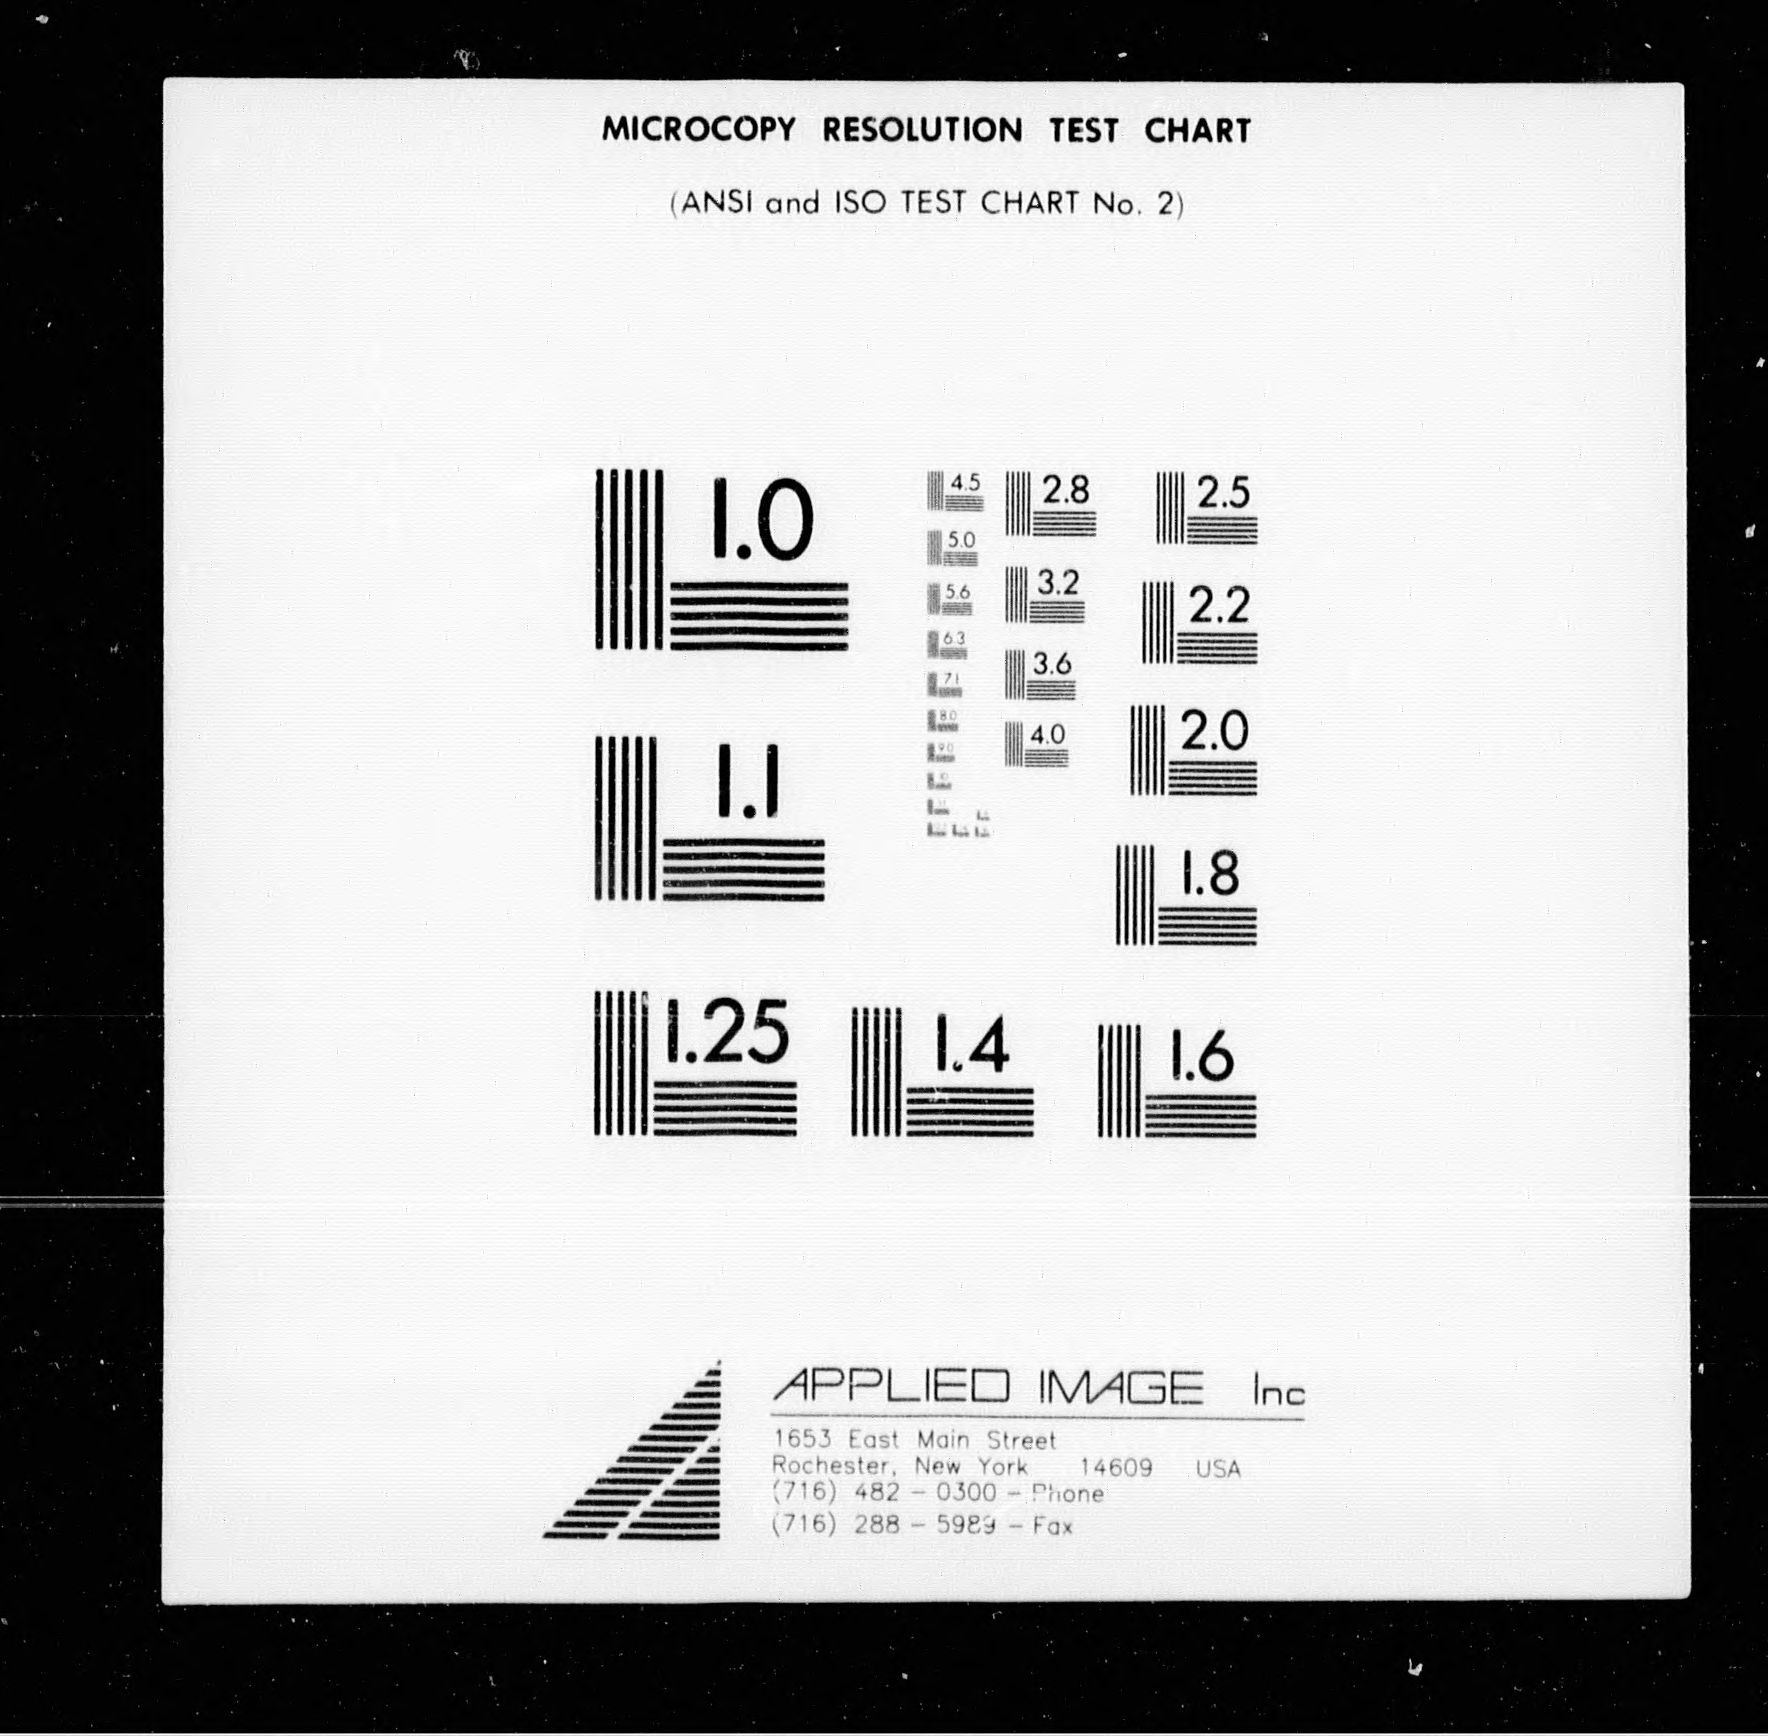 MICROCOPY RESOLUTION TEST CHART
(ANSI and ISO TEST CHART No. 2)
1.0
1.1
1.25
1.4
1.6
1.8
2.0
2.2
2.5
2.8
3.2
3.6
4.0
4.5
5.0
5.6
6.3
7.1
8.0
9.0
APPLIED IMAGE Inc
1653 East Main Street
Rochester, New York 14609 USA
(716) 482 - 0300 - Phone
(716) 288 - 5989 - Fax